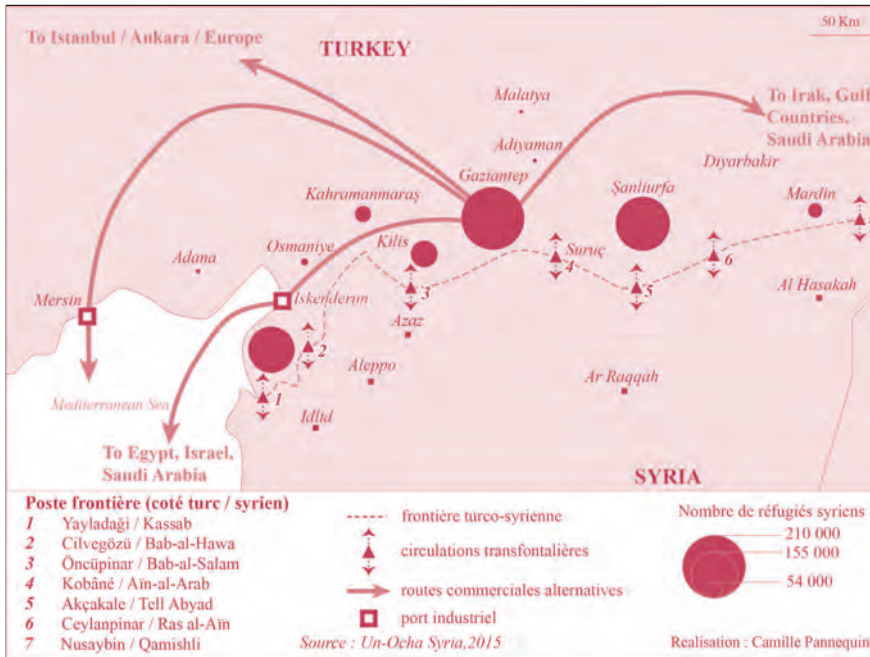 50 Km
To Istanbul / Ankara / Europe
TURKEY
To Irak, Gulf
Countries,
Saudi Arabia
Malatya
Adiyaman
Diyarbakir
Gaziantep
Şanliurfa
Mardin
Kahramanmaraş
Kilis
Suruç
Osmaniye
Adana
4
6
Mersin
Iskenderun
3
5
Al Hasakah
Azaz
2
Aleppo
Ar Raqqah
Mediterranean Sea
1
Idlid
To Egypt, Israel,
Saudi Arabia
SYRIA
Poste frontière (coté turc / syrien)
1 Yayladaği / Kassab
2 Cilvegözü / Bab-al-Hawa
3 Öncüpinar / Bab-al-Salam
4 Kobâné / Aïn-al-Arab
5 Akçakale / Tell Abyad
6 Ceylanpinar / Ras al-Aïn
7 Nusaybin / Qamishli
frontière turco-syrienne
circulations transfontalières
routes commerciales alternatives
port industriel
Source : Un-Ocha Syria,2015
Nombre de réfugiés syriens
210 000
155 000
54 000
Realisation : Camille Pannequin